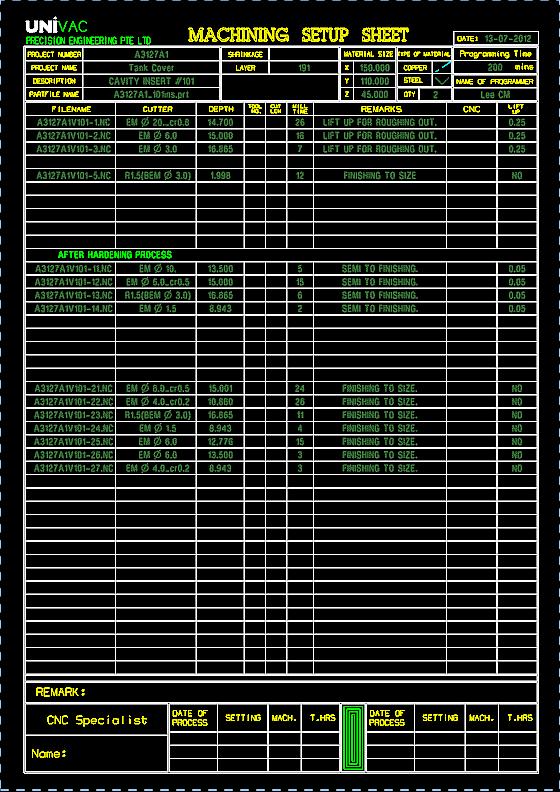 UNiVAC
PRECISION ENGINEERING PTE LTD
MACHINING SETUP SHEET
DATE: 13-07-2012
PROJECT NUMBER A3127A1 SHRINKAGE MATERIAL SIZE TYPE OF MATERIAL Programming Time
PROJECT NAME Tank Cover LAYER 191 X 150.000 COPPER 200 mins
DESCRIPTION CAVITY INSERT //101 Y 110.000 STEEL NAME OF PROGRAMMER
PARTFILE NAME A3127A1_101ms.prt Z 45.000 QTY 2 Lee CM
FILENAME CUTTER DEPTH TOOL NO. CUT LEN MILL TIME REMARKS CNC LIFT UP
A3127A1V101-1.NC EM Ø 20._cr0.8 14.700 26 LIFT UP FOR ROUGHING OUT. 0.25
A3127A1V101-2.NC EM Ø 6.0 15.000 16 LIFT UP FOR ROUGHING OUT. 0.25
A3127A1V101-3.NC EM Ø 3.0 16.865 7 LIFT UP FOR ROUGHING OUT. 0.25
A3127A1V101-5.NC R1.5(BEM Ø 3.0) 1.998 12 FINISHING TO SIZE NO
AFTER HARDENING PROCESS
A3127A1V101-11.NC EM Ø 10. 13.500 5 SEMI TO FINISHING. 0.05
A3127A1V101-12.NC EM Ø 6.0_cr0.5 15.000 15 SEMI TO FINISHING. 0.05
A3127A1V101-13.NC R1.5(BEM Ø 3.0) 16.865 6 SEMI TO FINISHING. 0.05
A3127A1V101-14.NC EM Ø 1.5 8.943 2 SEMI TO FINISHING. 0.05
A3127A1V101-21.NC EM Ø 6.0_cr0.5 15.001 24 FINISHING TO SIZE. NO
A3127A1V101-22.NC EM Ø 4.0_cr0.2 10.860 26 FINISHING TO SIZE. NO
A3127A1V101-23.NC R1.5(BEM Ø 3.0) 16.865 11 FINISHING TO SIZE. NO
A3127A1V101-24.NC EM Ø 1.5 8.943 4 FINISHING TO SIZE. NO
A3127A1V101-25.NC EM Ø 6.0 12.776 15 FINISHING TO SIZE. NO
A3127A1V101-26.NC EM Ø 6.0 13.500 3 FINISHING TO SIZE. NO
A3127A1V101-27.NC EM Ø 4.0_cr0.2 8.943 3 FINISHING TO SIZE. NO
REMARK:
CNC Specialist DATE OF PROCESS SETTING MACH. T.HRS DATE OF PROCESS SETTING MACH. T.HRS
Name: